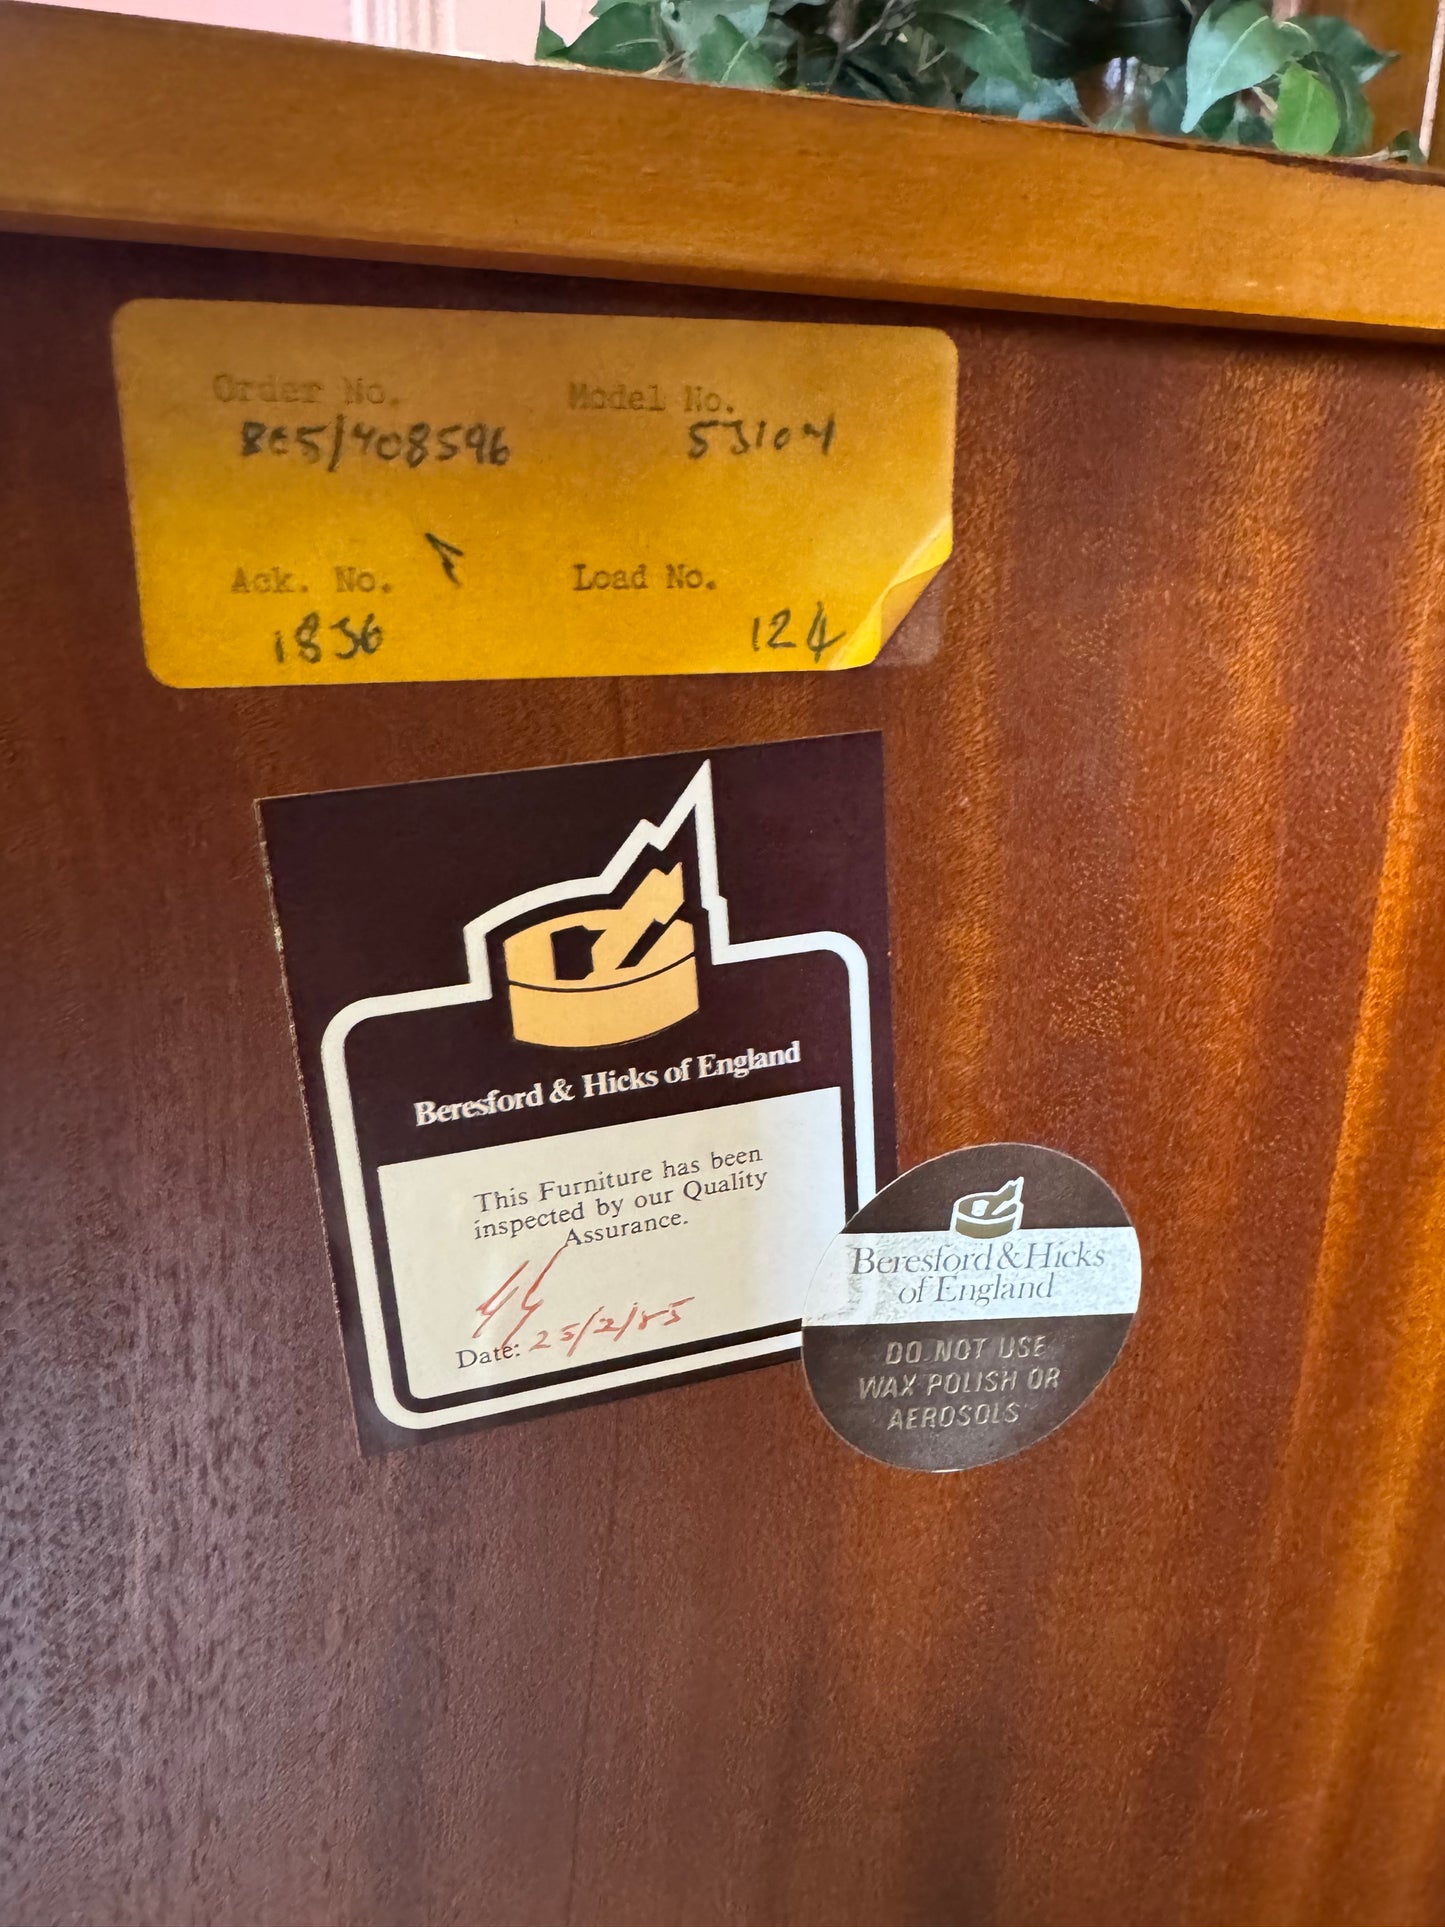 Order No. Model No.
53104
Ack. No. Load No.
1836 124
Beresford & Hicks of England
This Furniture has been
inspected by our Quality
Assurance.
Date: 25/2/85
Beresford & Hicks
of England
DO NOT USE
WAX POLISH OR
AEROSOLS